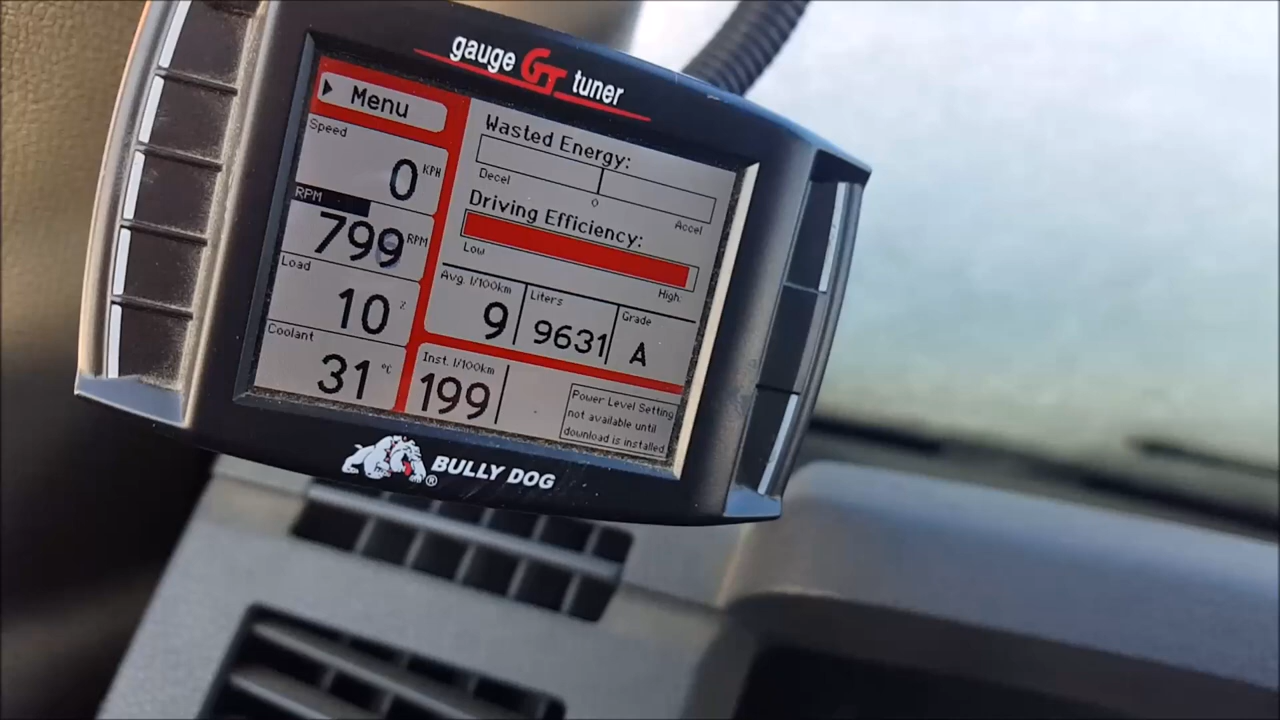 gauge GT tuner
Menu
Speed
0 KPH
RPM
799 RPM
Load
10 %
Coolant
31 °C
Wasted Energy:
Decel 0 Accel
Driving Efficiency:
Low High
Avg. l/100km
9
Liters
9631
Grade
A
Inst. l/100km
199
Power Level Setting
not available until
download is installed
BULLY DOG®